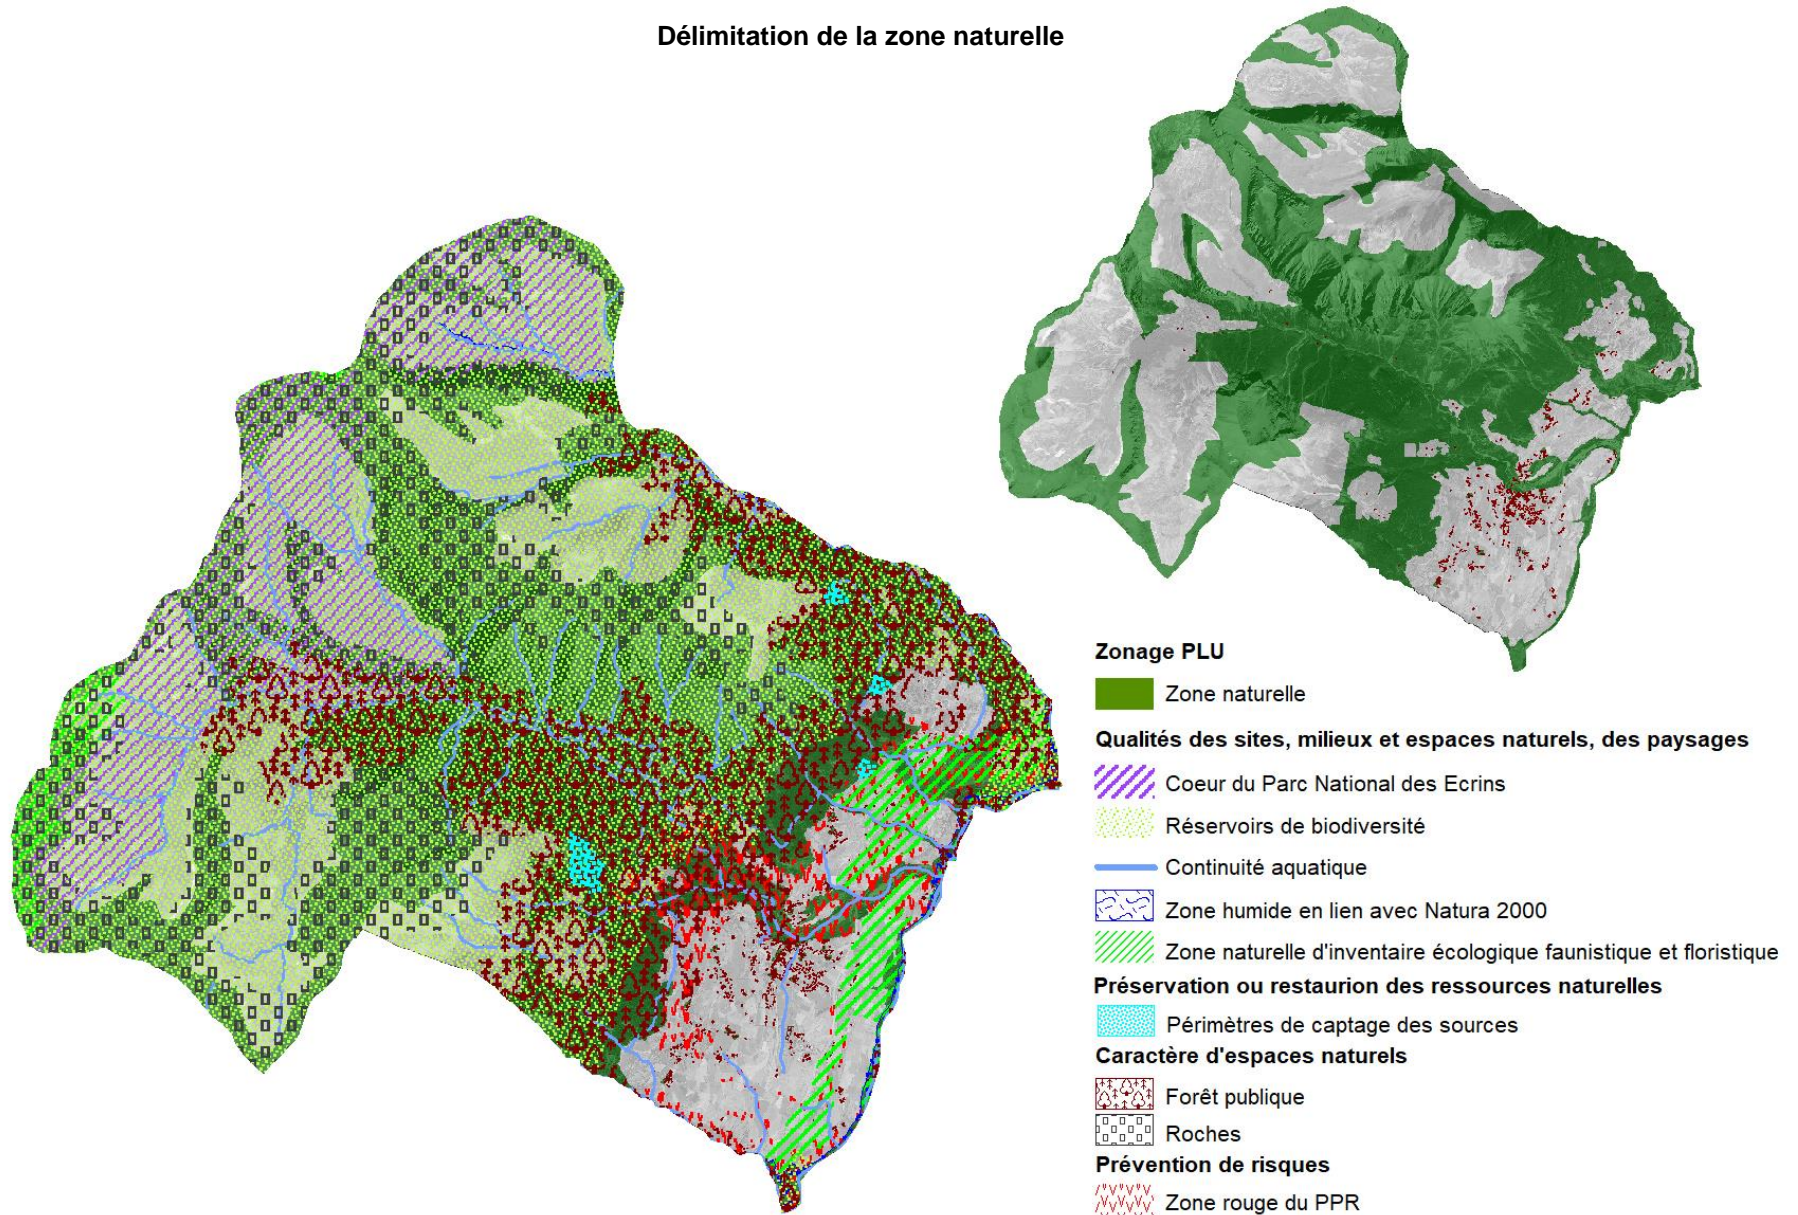 Délimitation de la zone naturelle
Zonage PLU
Zone naturelle
Qualités des sites, milieux et espaces naturels, des paysages
Coeur du Parc National des Ecrins
Réservoirs de biodiversité
Continuité aquatique
Zone humide en lien avec Natura 2000
Zone naturelle d'inventaire écologique faunistique et floristique
Préservation ou restaurion des ressources naturelles
Périmètres de captage des sources
Caractère d'espaces naturels
Forêt publique
Roches
Prévention de risques
Zone rouge du PPR